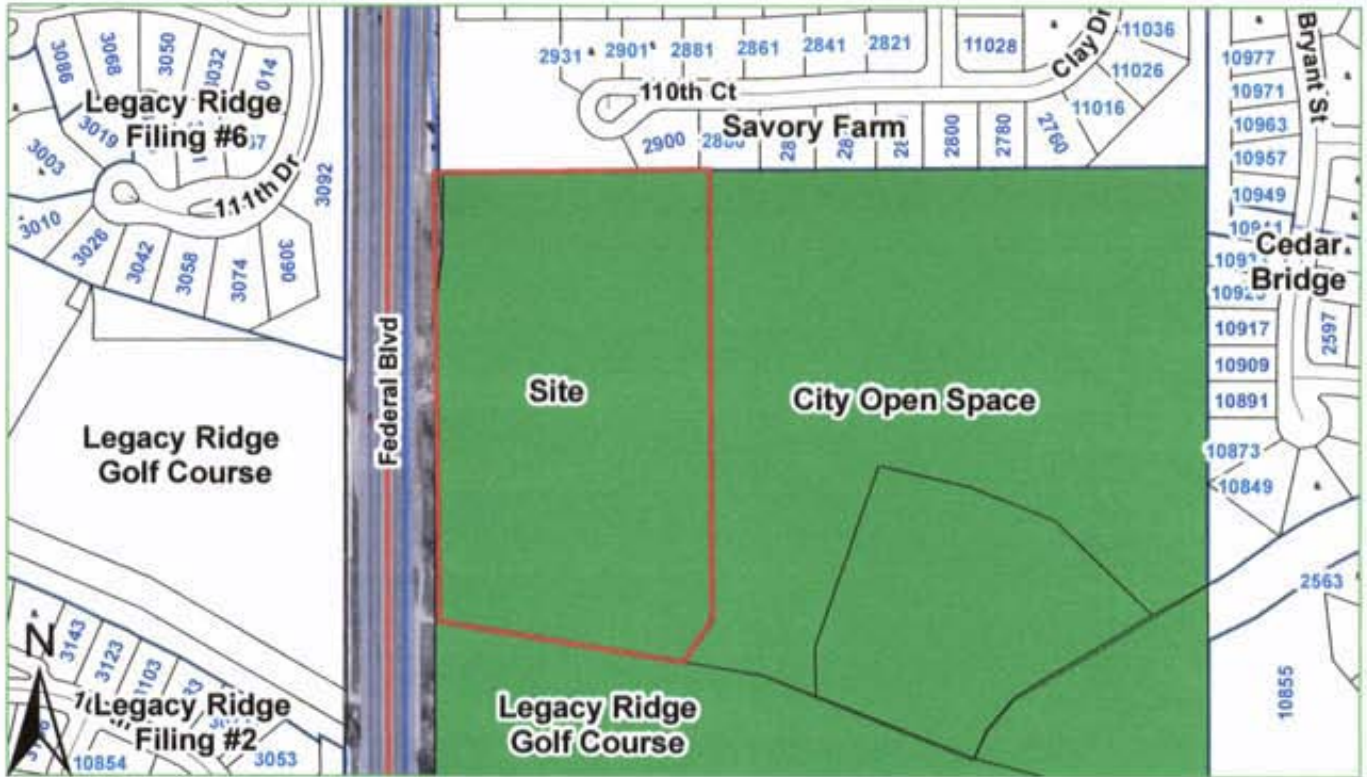 3086
3068
3050
3032
3014
Legacy Ridge
Filing #6
3019
3003
111th Dr
3092
3010
3026
3042
3058
3074
3090
Legacy Ridge
Golf Course
3143
3123
3103
Legacy Ridge
Filing #2
10854
3053
N
Federal Blvd
2931
2901
2881
2861
2841
2821
11028
Clay Dr
11036
11026
11016
110th Ct
Savory Farm
2900
2800
2780
2760
Site
City Open Space
Legacy Ridge
Golf Course
Bryant St
10977
10971
10963
10957
10949
Cedar
Bridge
10917
10909
10891
10873
10849
2597
2563
10855